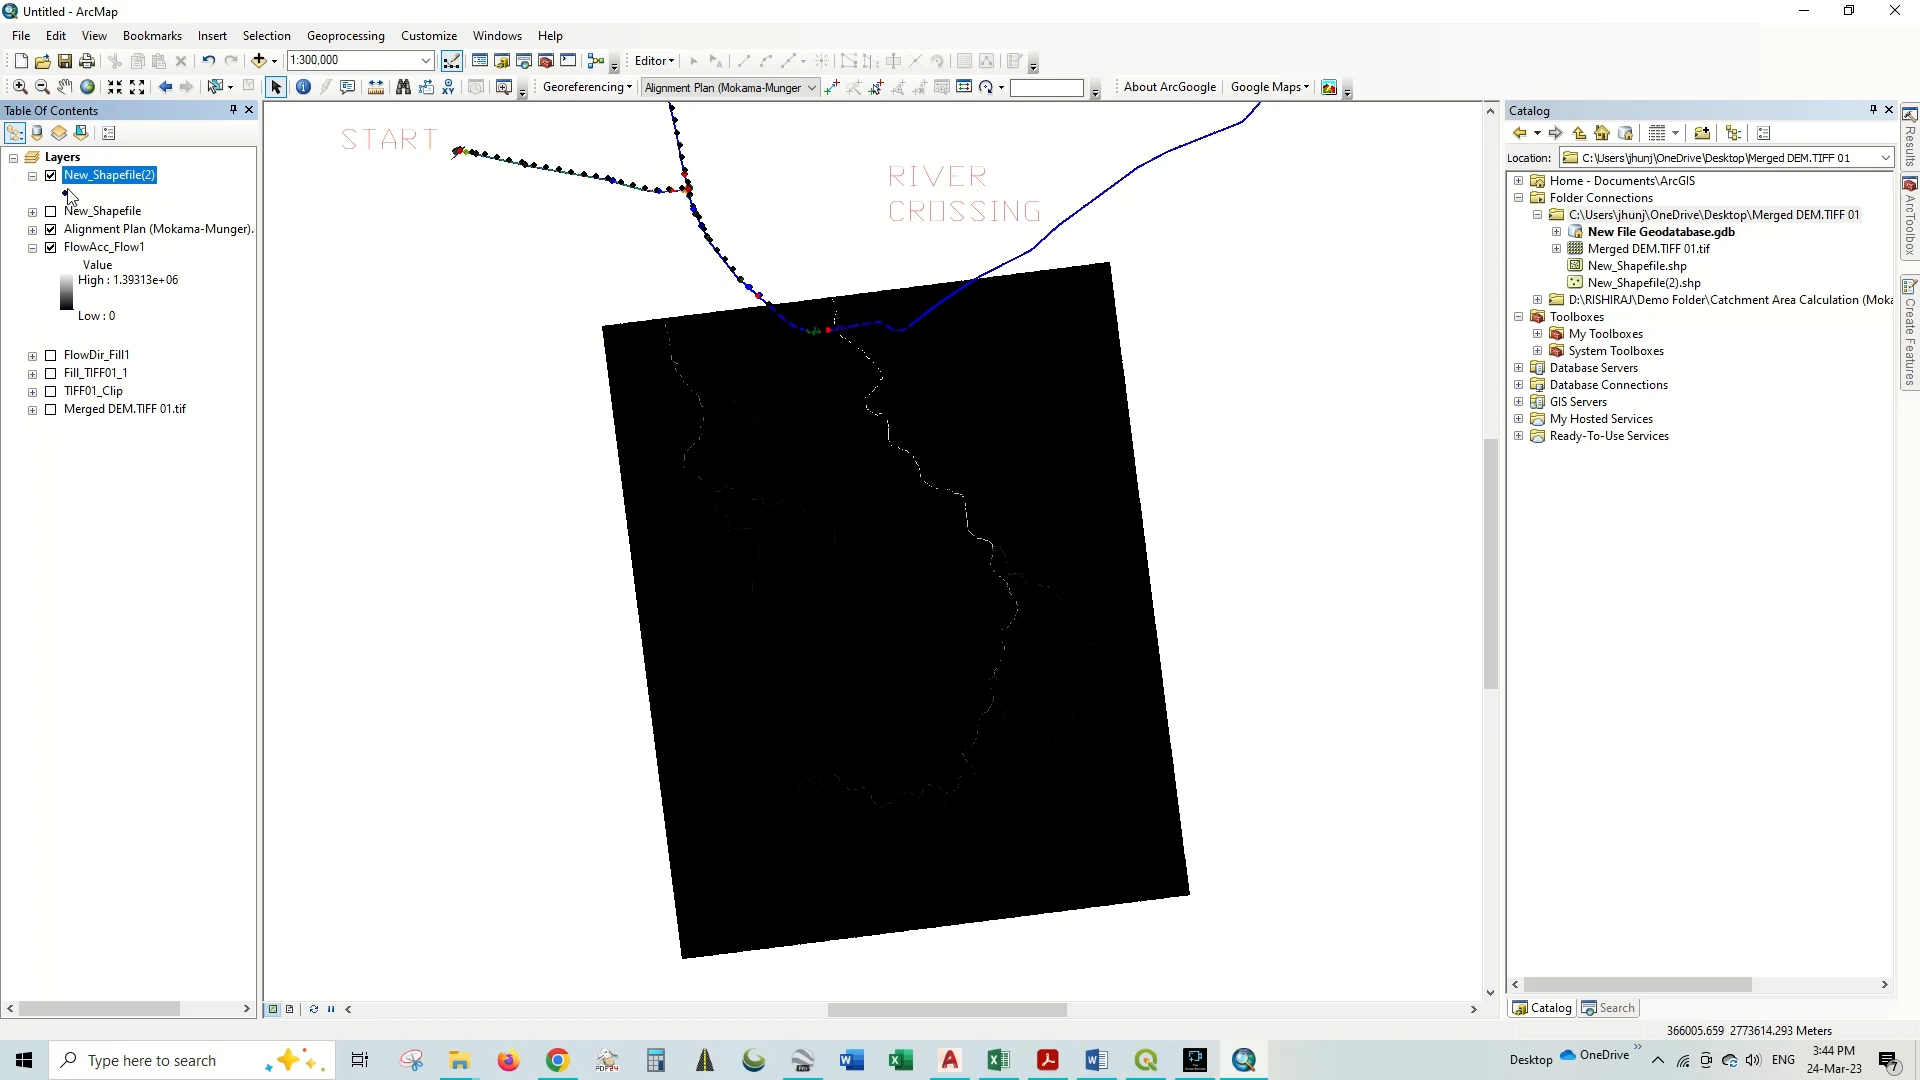 Untitled - ArcMap
File Edit View Bookmarks Insert Selection Geoprocessing Customize Windows Help
1:300,000 Editor
Georeferencing Alignment Plan (Mokama-Munger About ArcGoogle Google Maps
Table Of Contents
Layers
New_Shapefile(2)
New_Shapefile
Alignment Plan (Mokama-Munger).
FlowAcc_Flow1
Value
High : 1.39313e+06
Low : 0
FlowDir_Fill1
Fill_TIFF01_1
TIFF01_Clip
Merged DEM.TIFF 01.tif
START
RIVER
CROSSING
Catalog
Location: C:\Users\jhunj\OneDrive\Desktop\Merged DEM.TIFF 01
Home - Documents\ArcGIS
Folder Connections
C:\Users\jhunj\OneDrive\Desktop\Merged DEM.TIFF 01
New File Geodatabase.gdb
Merged DEM.TIFF 01.tif
New_Shapefile.shp
New_Shapefile(2).shp
D:\RISHIRAJ\Demo Folder\Catchment Area Calculation (Moka
Toolboxes
My Toolboxes
System Toolboxes
Database Servers
Database Connections
GIS Servers
My Hosted Services
Ready-To-Use Services
Catalog Search
Results
ArcToolbox
Create Features
366005.659 2773614.293 Meters
Type here to search
Desktop OneDrive ENG 3:44 PM
24-Mar-23
7